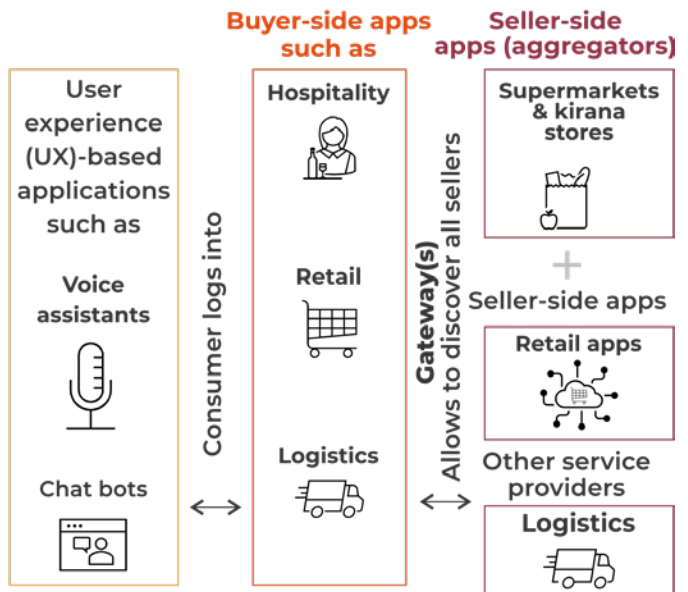 User
experience
(UX)-based
applications
such as
Voice
assistants
Chat bots
Consumer logs into
Buyer-side apps
such as
Hospitality
Retail
Logistics
Gateway(s)
Allows to discover all sellers
Seller-side
apps (aggregators)
Supermarkets
& kirana
stores
+
Seller-side apps
Retail apps
Other service
providers
Logistics